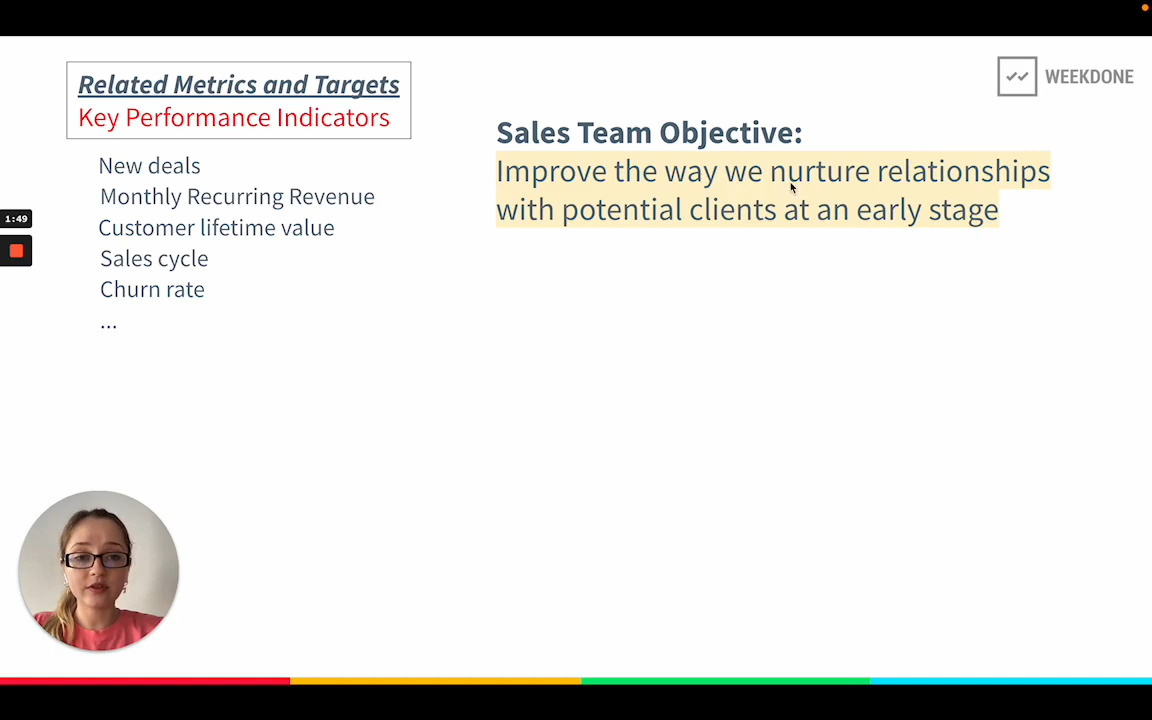 Related Metrics and Targets
Key Performance Indicators
New deals
Monthly Recurring Revenue
Customer lifetime value
Sales cycle
Churn rate
...
WEEKDONE
Sales Team Objective:
Improve the way we nurture relationships
with potential clients at an early stage
1:49